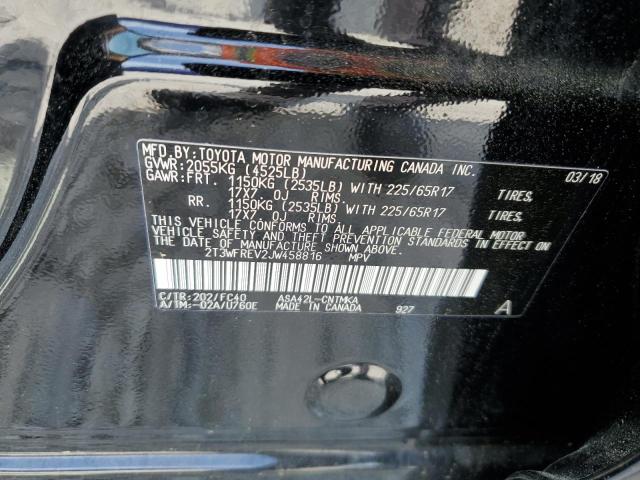 MFD.BY:TOYOTA MOTOR MANUFACTURING CANADA INC. 03/18
GVWR:2055KG (4525LB)
GAWR:FRT. 1150KG (2535LB) WITH 225/65R17 TIRES,
17X7.0J RIMS.
RR. 1150KG (2535LB) WITH 225/65R17 TIRES,
17X7.0J RIMS.
THIS VEHICLE CONFORMS TO ALL APPLICABLE FEDERAL MOTOR
VEHICLE SAFETY AND THEFT PREVENTION STANDARDS IN EFFECT ON
THE DATE OF MANUFACTURE SHOWN ABOVE.
2T3WFREV2JW458816 MPV
C/TR:202/FC40 ASA42L-CNTMKA
A/TM:-02A/U760E MADE IN CANADA 927 A